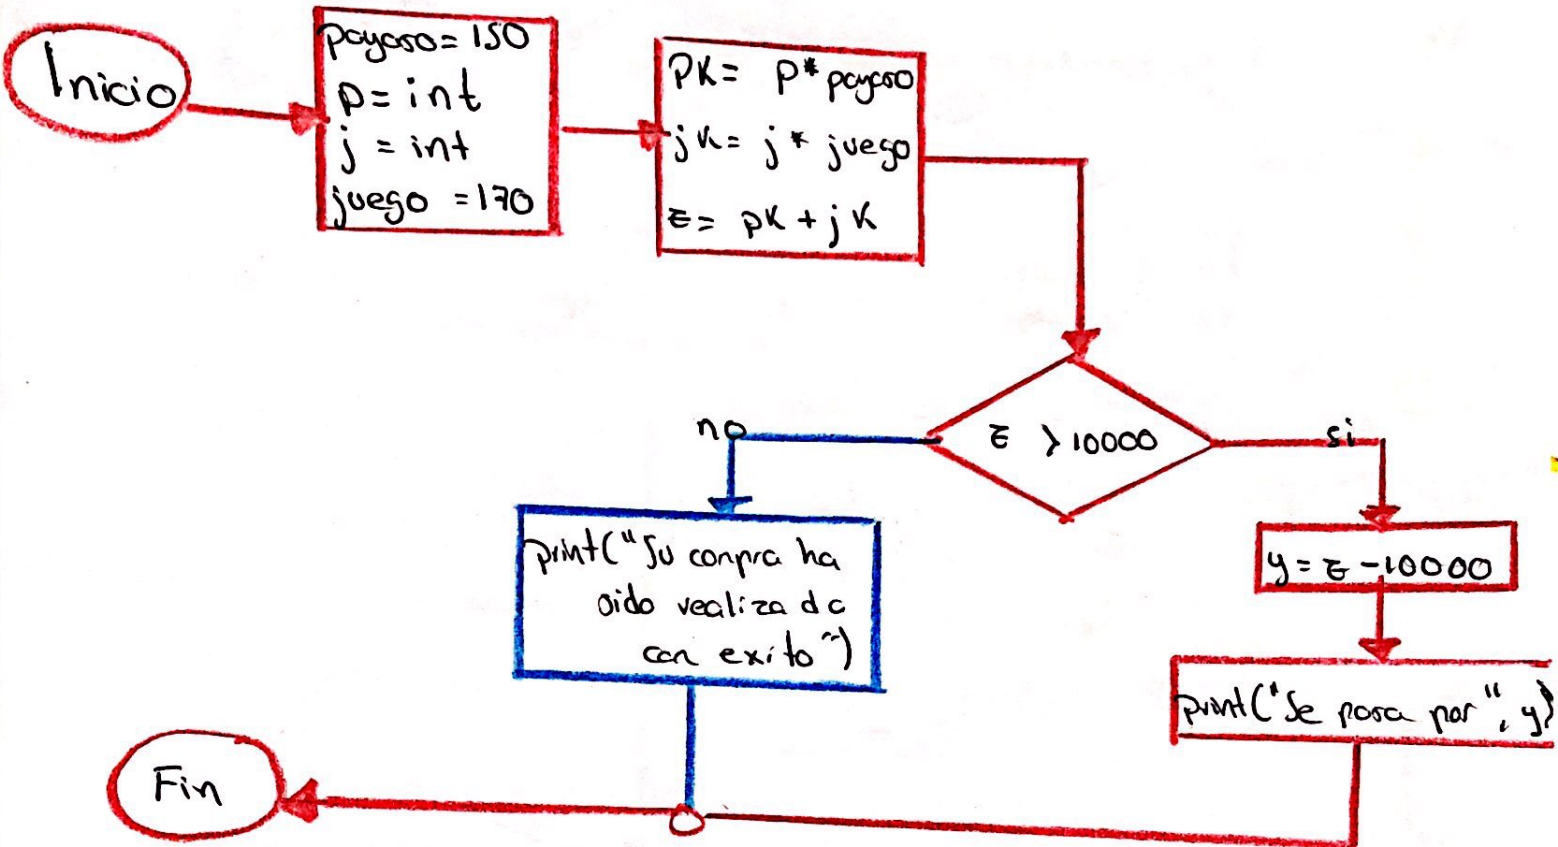 Inicio
payaso = 150
p = int
j = int
juego = 170
pk = p * payaso
jk = j * juego
z = pk + jk
z > 10000
no
si
print("Su conpra ha
sido realizada
con exito")
y = z - 10000
print("Se pasa por", y)
Fin